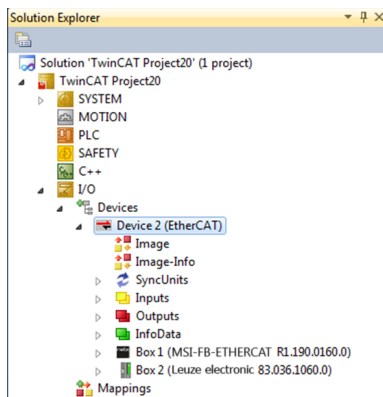 Solution Explorer
Solution 'TwinCAT Project20' (1 project)
TwinCAT Project20
SYSTEM
MOTION
PLC
SAFETY
C++
I/O
Devices
Device 2 (EtherCAT)
Image
Image-Info
SyncUnits
Inputs
Outputs
InfoData
Box 1 (MSI-FB-ETHERCAT R1.190.0160.0)
Box 2 (Leuze electronic 83.036.1060.0)
Mappings